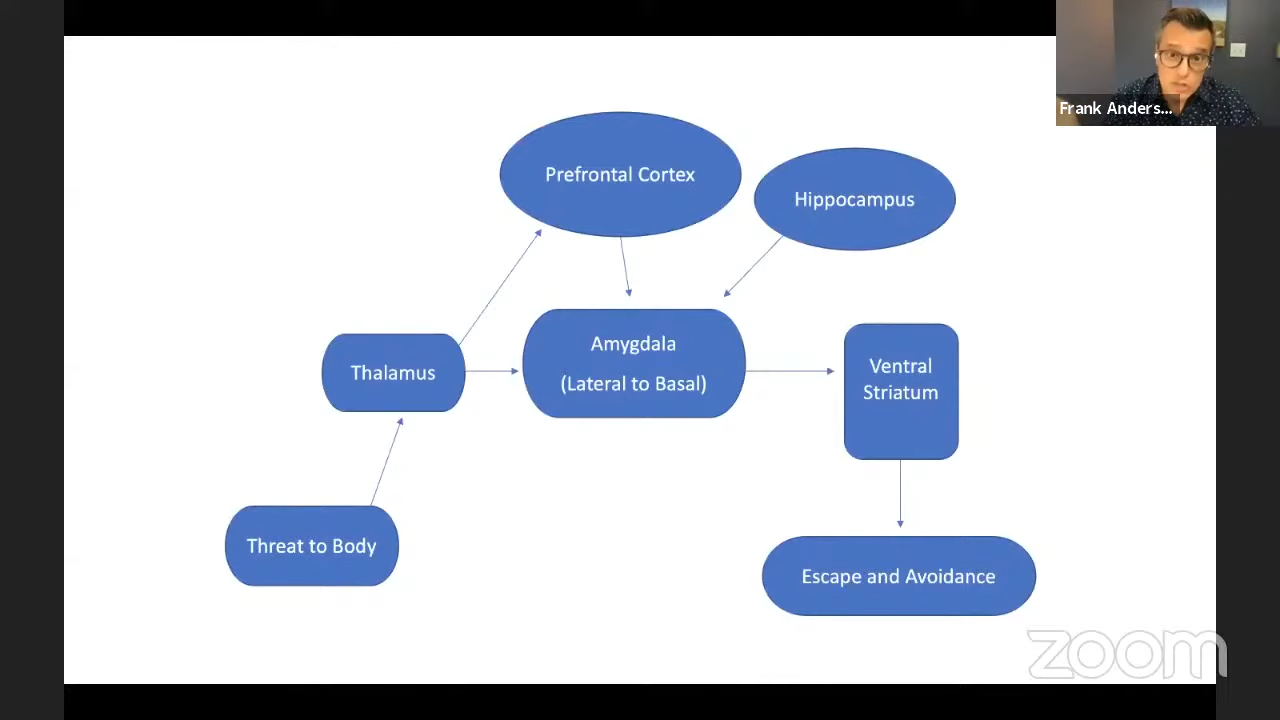 Frank Anders...
Prefrontal Cortex
Hippocampus
Amygdala
(Lateral to Basal)
Thalamus
Ventral
Striatum
Threat to Body
Escape and Avoidance
zoom